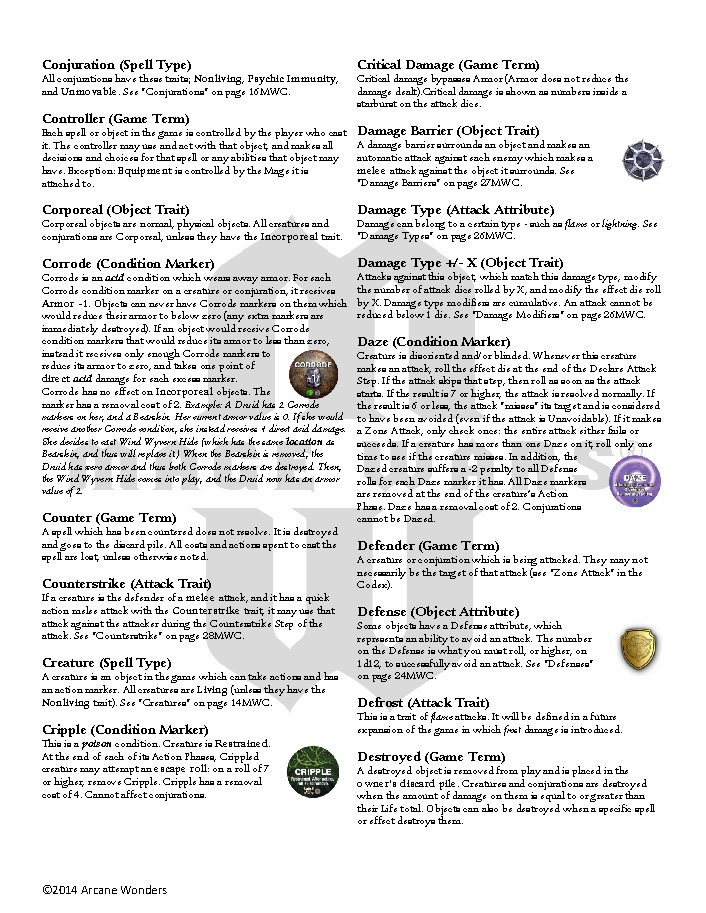 Conjuration (Spell Type)
All conjurations have these traits; Nonliving, Psychic Immunity,
and Unmovable. See "Conjurations" on page 16MWC.
Controller (Game Term)
Each spell or object in the game is controlled by the player who cast
it. The controller may use and act with that object, and makes all
decisions and choices for that spell or any abilities that object may
have. Exception: Equipment is controlled by the Mage it is
attached to.
Corporeal (Object Trait)
Corporeal objects are normal, physical objects. All creatures and
conjurations are Corporeal, unless they have the Incorporeal trait.
Corrode (Condition Marker)
Corrode is an acid condition which wears away armor. For each
Corrode condition marker on a creature or conjuration, it receives
Armor -1. Objects can never have Corrode markers on them which
would reduce their armor to below zero (any extra markers are
immediately destroyed). If an object would receive Corrode
condition markers that would reduce its armor to less than zero,
instead it receives only enough Corrode markers to
reduce its armor to zero, and takes one point of
direct acid damage for each excess marker.
Corrode has no effect on Incorporeal objects. The
marker has a removal cost of 2. Example: A Druid has 2 Corrode
markers on her, and a Bearskin. Her current armor value is 0. If she would
receive another Corrode condition, she instead receives 1 direct acid damage.
She decides to cast Wind Wyvern Hide (which has the same location as
Bearskin, and thus will replace it) When the Bearskin is removed, the
Druid has zero armor and thus both Corrode markers are destroyed. Then,
the Wind Wyvern Hide comes into play, and the Druid now has an armor
value of 2.
CORRODE
Counter (Game Term)
A spell which has been countered does not resolve. It is destroyed
and goes to the discard pile. All costs and actions spent to cast the
spell are lost, unless otherwise noted.
Counterstrike (Attack Trait)
If a creature is the defender of a melee attack, and it has a quick
action melee attack with the Counterstrike trait, it may use that
attack against the attacker during the Counterstrike Step of the
attack. See "Counterstrike" on page 28MWC.
Creature (Spell Type)
A creature is an object in the game which can take actions and has
an action marker. All creatures are Living (unless they have the
Nonliving trait). See "Creatures" on page 14MWC.
Cripple (Condition Marker)
This is a poison condition. Creature is Restrained.
At the end of each of its Action Phases, Crippled
creature may attempt an escape roll: on a roll of 7
or higher, remove Cripple. Cripple has a removal
cost of 4. Cannot affect conjurations.
CRIPPLE
Critical Damage (Game Term)
Critical damage bypasses Armor (Armor does not reduce the
damage dealt).Critical damage is shown as numbers inside a
starburst on the attack dice.
Damage Barrier (Object Trait)
A damage barrier surrounds an object and makes an
automatic attack against each enemy which makes a
melee attack against the object it surrounds. See
"Damage Barriers" on page 27MWC.
Damage Type (Attack Attribute)
Damage can belong to a certain type - such as flame or lightning. See
"Damage Types" on page 26MWC.
Damage Type +/- X (Object Trait)
Attacks against this object, which match this damage type, modify
the number of attack dice rolled by X, and modify the effect die roll
by X. Damage type modifiers are cumulative. An attack cannot be
reduced below 1 die. See "Damage Modifiers" on page 26MWC.
Daze (Condition Marker)
Creature is disoriented and/or blinded. Whenever this creature
makes an attack, roll the effect die at the end of the Declare Attack
Step. If the attack skips that step, then roll as soon as the attack
starts. If the result is 7 or higher, the attack is resolved normally. If
the result is 6 or less, the attack "misses" its target and is considered
to have been avoided (even if the attack is Unavoidable). If it makes
a Zone Attack, only check once: the entire attack either fails or
succeeds. If a creature has more than one Daze on it, roll only one
time to see if the creature misses. In addition, the
Dazed creature suffers a -2 penalty to all Defense
rolls for each Daze marker it has. All Daze markers
are removed at the end of the creature's Action
Phase. Daze has a removal cost of 2. Conjurations
cannot be Dazed.
DAZE
Defender (Game Term)
A creature or conjuration which is being attacked. They may not
necessarily be the target of that attack (see "Zone Attack" in the
Codex).
Defense (Object Attribute)
Some objects have a Defense attribute, which
represents an ability to avoid an attack. The number
on the Defense is what you must roll, or higher, on
1d12, to successfully avoid an attack. See "Defenses"
on page 24MWC.
Defrost (Attack Trait)
This is a trait of flame attacks. It will be defined in a future
expansion of the game in which frost damage is introduced.
Destroyed (Game Term)
A destroyed object is removed from play and is placed in the
owner's discard pile. Creatures and conjurations are destroyed
when the amount of damage on them is equal to or greater than
their Life total. Objects can also be destroyed when a specific spell
or effect destroys them.
©2014 Arcane Wonders